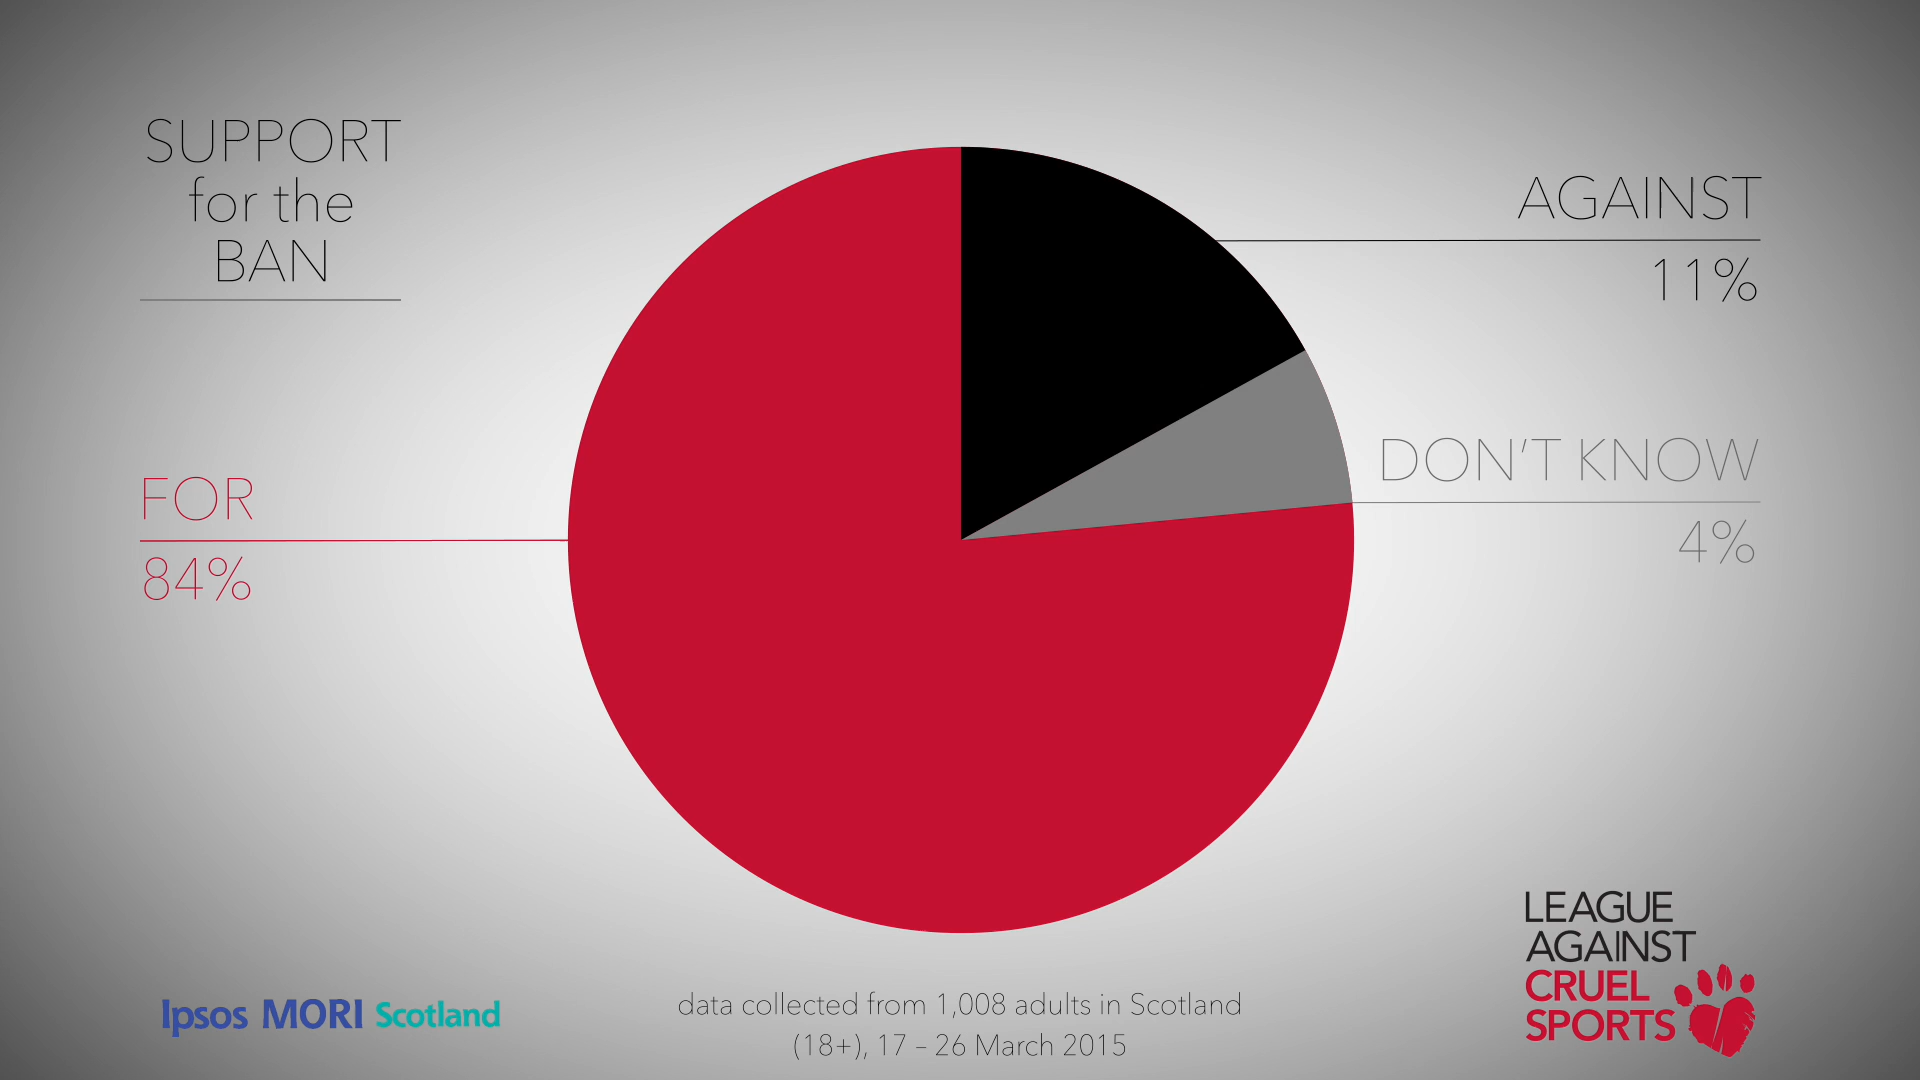 SUPPORT
for the
BAN
AGAINST
11%
DON'T KNOW
4%
FOR
84%
Ipsos MORI Scotland
data collected from 1,008 adults in Scotland
(18+), 17 – 26 March 2015
LEAGUE
AGAINST
CRUEL
SPORTS